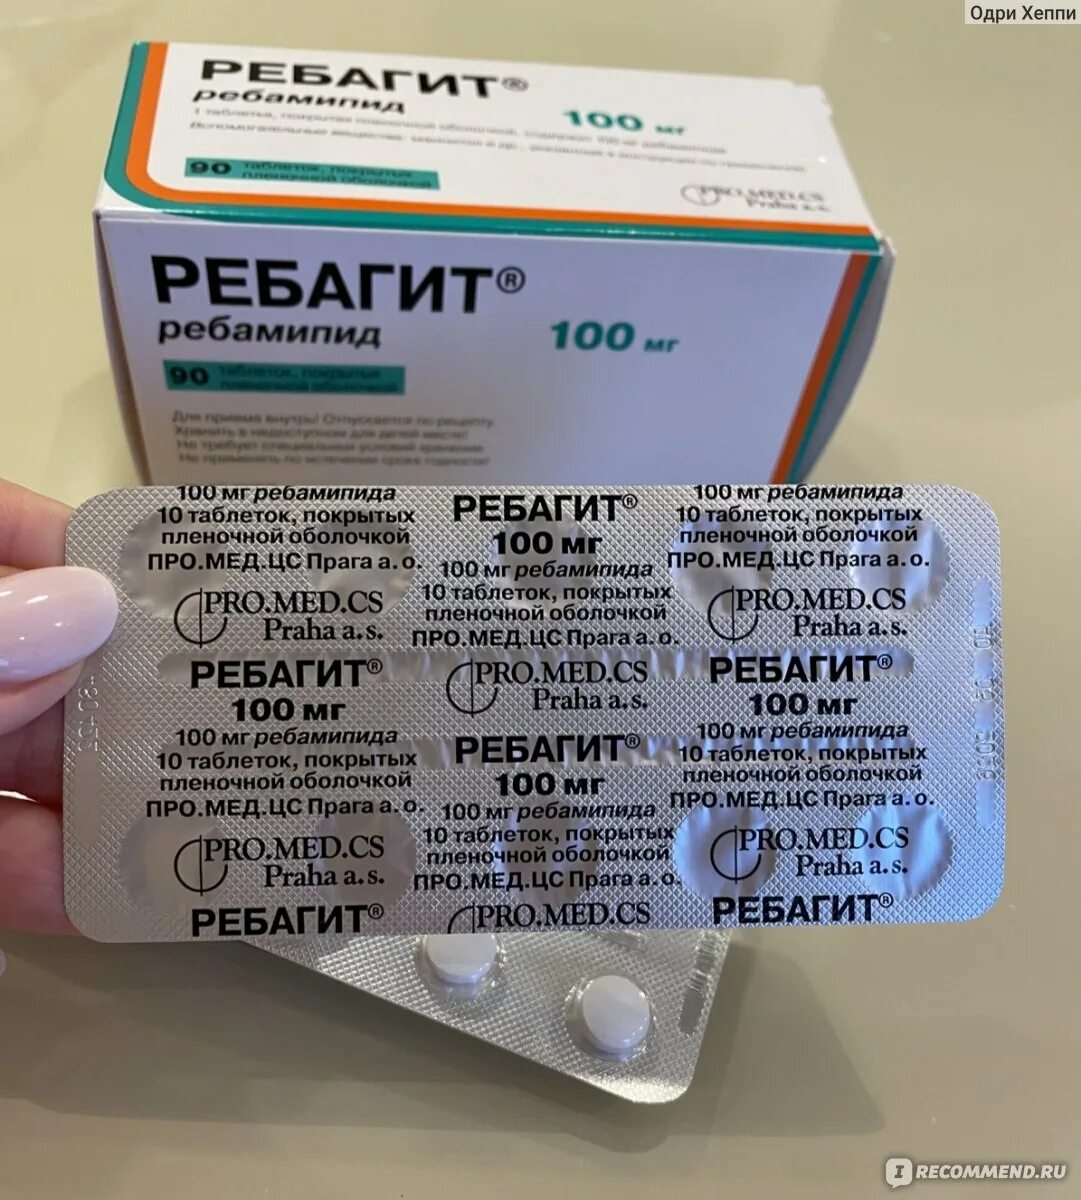 Одри Хеппи
РЕБАГИТ®
ребамипид
100 мг
1 таблетка, покрытая пленочной оболочкой, содержит 100 мг ребамипида
90 таблеток, покрытых
пленочной оболочкой
PRO.MED.CS
Praha a.s.
РЕБАГИТ®
ребамипид
100 мг
90 таблеток, покрытых
пленочной оболочкой
Для приема внутрь! Отпускается по рецепту.
Хранить в недоступном для детей месте!
Не требует специальных условий хранения.
Не применять по истечении срока годности!
100 мг ребамипида
10 таблеток, покрытых
пленочной оболочкой
ПРО.МЕД.ЦС Прага а.о.
PRO.MED.CS
Praha a.s.
РЕБАГИТ®
100 мг
100 мг ребамипида
10 таблеток, покрытых
пленочной оболочкой
ПРО.МЕД.ЦС Прага а.о.
PRO.MED.CS
Praha a.s.
РЕБАГИТ®
РЕБАГИТ®
100 мг
100 мг ребамипида
10 таблеток, покрытых
пленочной оболочкой
ПРО.МЕД.ЦС Прага а.о.
PRO.MED.CS
Praha a.s.
РЕБАГИТ®
100 мг
100 мг ребамипида
10 таблеток, покрытых
пленочной оболочкой
ПРО.МЕД.ЦС Прага а.о.
PRO.MED.CS
100 мг ребамипида
10 таблеток, покрытых
пленочной оболочкой
ПРО.МЕД.ЦС Прага а.о.
PRO.MED.CS
Praha a.s.
РЕБАГИТ®
100 мг
100 мг ребамипида
10 таблеток, покрытых
пленочной оболочкой
ПРО.МЕД.ЦС Прага а.о.
PRO.MED.CS
Praha a.s.
РЕБАГИТ®
IRECOMMEND.RU